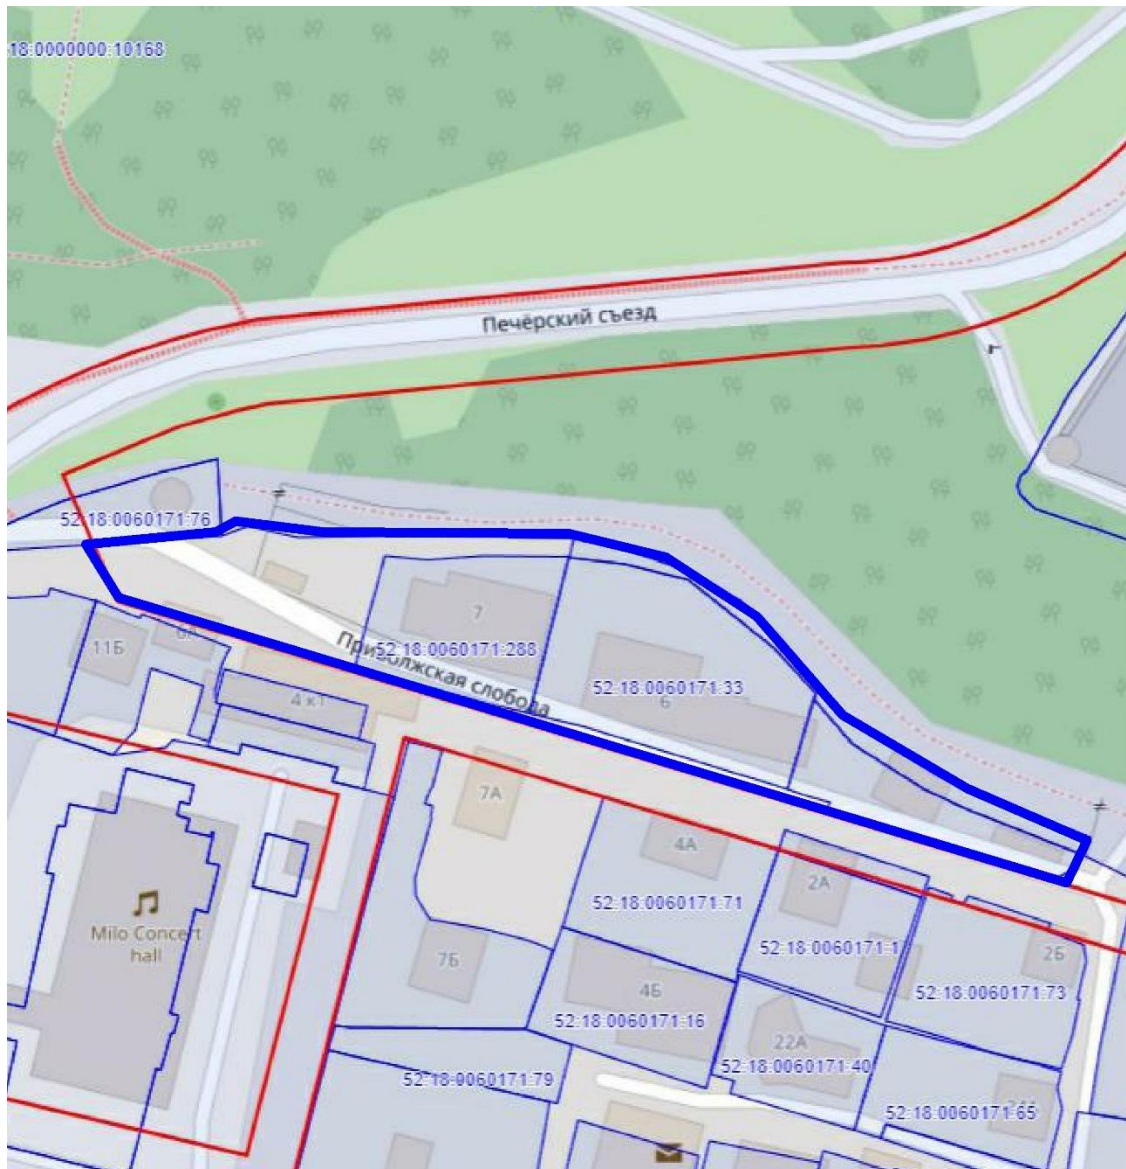 18:0000000:10168
Печёрский съезд
52:18:0060171:76
7
11Б
6А
52:18:0060171:288
Приволжская слобода
52:18:0060171:33
6
4 к1
7А
4А
2А
52:18:0060171:71
Milo Concert
hall
52:18:0060171:1
7Б
2Б
4Б
52:18:0060171:73
52:18:0060171:16
22А
52:18:0060171:40
52:18:0060171:79
52:18:0060171:65